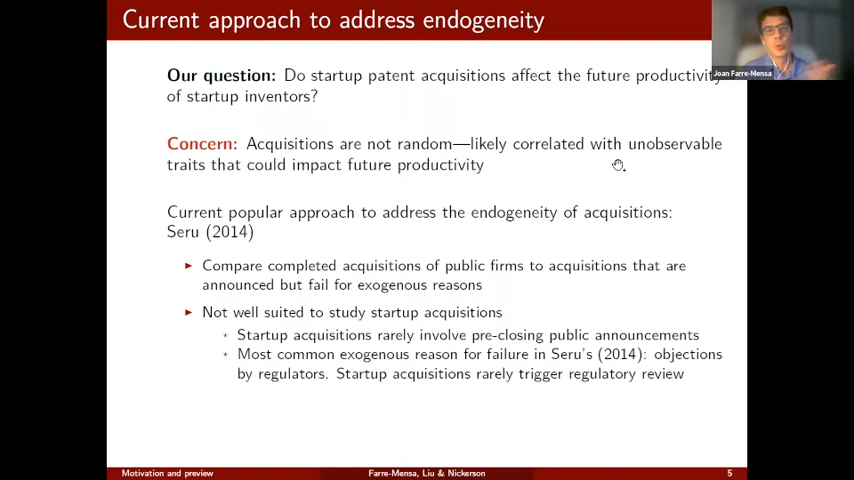 Current approach to address endogeneity
Joan Farre-Mensa
Our question: Do startup patent acquisitions affect the future productivity
of startup inventors?
Concern: Acquisitions are not random—likely correlated with unobservable
traits that could impact future productivity
Current popular approach to address the endogeneity of acquisitions:
Seru (2014)
Compare completed acquisitions of public firms to acquisitions that are
announced but fail for exogenous reasons
Not well suited to study startup acquisitions
Startup acquisitions rarely involve pre-closing public announcements
Most common exogenous reason for failure in Seru's (2014): objections
by regulators. Startup acquisitions rarely trigger regulatory review
Motivation and preview
Farre-Mensa, Liu & Nickerson
5